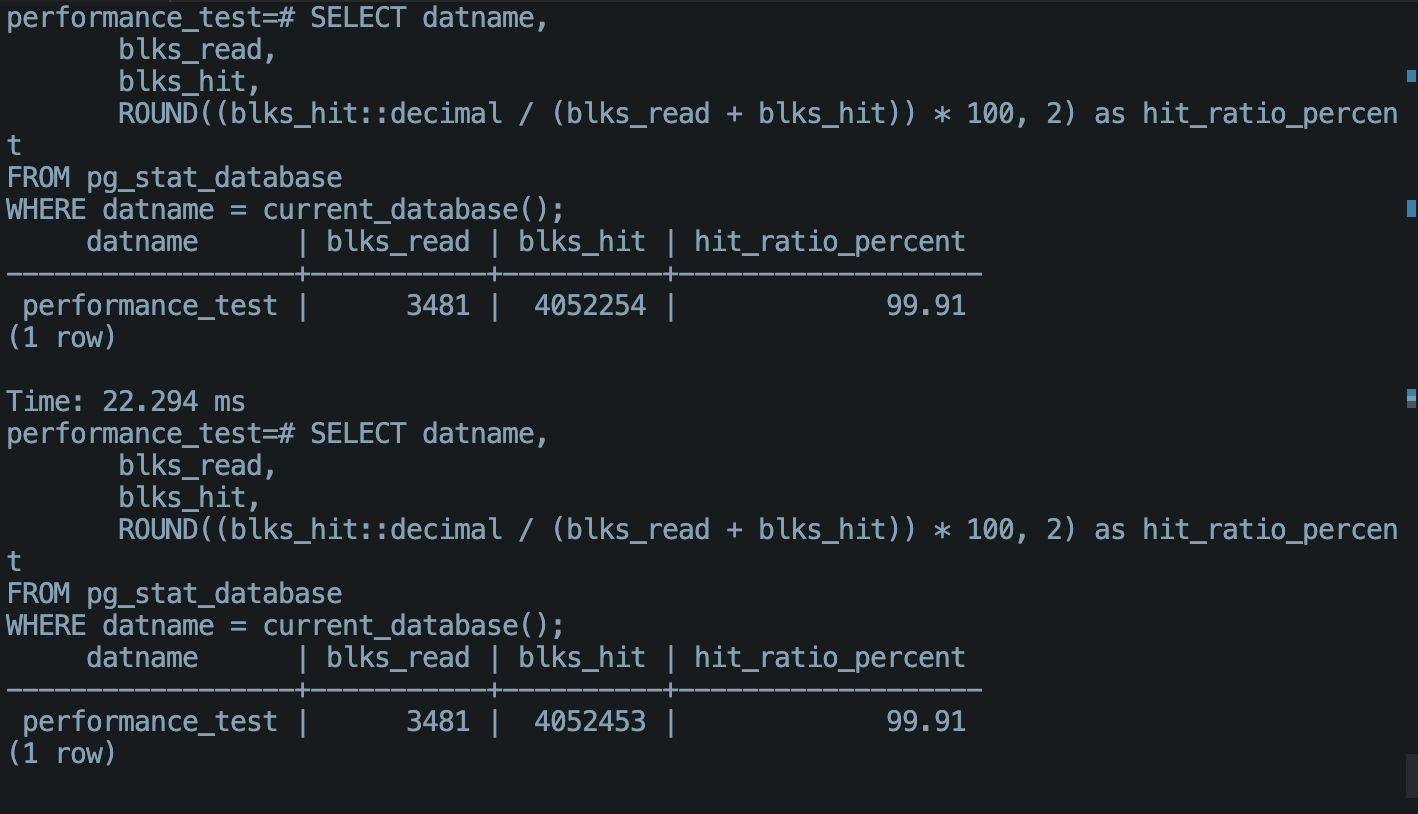 performance_test=# SELECT datname,
       blks_read,
       blks_hit,
       ROUND((blks_hit::decimal / (blks_read + blks_hit)) * 100, 2) as hit_ratio_percen
t
FROM pg_stat_database
WHERE datname = current_database();
     datname      | blks_read | blks_hit | hit_ratio_percent
------------------+-----------+----------+-------------------
 performance_test |      3481 |  4052254 |             99.91
(1 row)

Time: 22.294 ms
performance_test=# SELECT datname,
       blks_read,
       blks_hit,
       ROUND((blks_hit::decimal / (blks_read + blks_hit)) * 100, 2) as hit_ratio_percen
t
FROM pg_stat_database
WHERE datname = current_database();
     datname      | blks_read | blks_hit | hit_ratio_percent
------------------+-----------+----------+-------------------
 performance_test |      3481 |  4052453 |             99.91
(1 row)